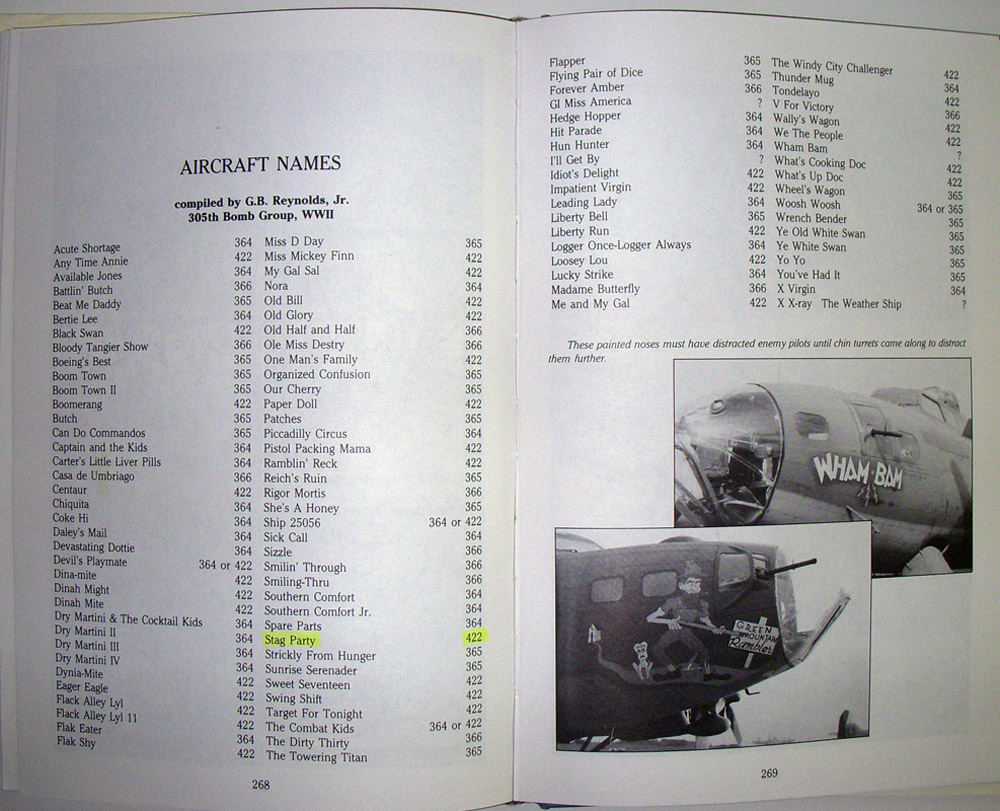 AIRCRAFT NAMES
compiled by G.B. Reynolds, Jr.
305th Bomb Group, WWII
Acute Shortage 364
Any Time Annie 422
Available Jones 364
Battlin' Butch 366
Beat Me Daddy 365
Bertie Lee 364
Black Swan 422
Bloody Tangier Show 366
Boeing's Best 365
Boom Town 365
Boom Town II 365
Boomerang 422
Butch 365
Can Do Commandos 365
Captain and the Kids 364
Carter's Little Liver Pills 364
Casa de Umbriago 366
Centaur 422
Chiquita 364
Coke Hi 364
Daley's Mail 364
Devastating Dottie 364
Devil's Playmate 364 or 422
Dina-mite 422
Dinah Might 422
Dinah Mite 422
Dry Martini & The Cocktail Kids 364
Dry Martini II 364
Dry Martini III 364
Dry Martini IV 364
Dynia-Mite 422
Eager Eagle 422
Flack Alley Lyl 422
Flack Alley Lyl 11 422
Flak Eater 364
Flak Shy 422
Miss D Day 365
Miss Mickey Finn 422
My Gal Sal 422
Nora 364
Old Bill 422
Old Glory 422
Old Half and Half 366
Ole Miss Destry 366
One Man's Family 422
Organized Confusion 365
Our Cherry 365
Paper Doll 422
Patches 365
Piccadilly Circus 364
Pistol Packing Mama 422
Ramblin' Reck 422
Reich's Ruin 365
Rigor Mortis 366
She's A Honey 365
Ship 25056 364 or 422
Sick Call 364
Sizzle 366
Smilin' Through 366
Smiling-Thru 366
Southern Comfort 364
Southern Comfort Jr. 364
Spare Parts 364
Stag Party 422
Strickly From Hunger 365
Sunrise Serenader 365
Sweet Seventeen 422
Swing Shift 422
Target For Tonight 422
The Combat Kids 364 or 422
The Dirty Thirty 366
The Towering Titan 365
268
Flapper 365
Flying Pair of Dice 365
Forever Amber 366
GI Miss America ?
Hedge Hopper 364
Hit Parade 364
Hun Hunter 364
I'll Get By ?
Idiot's Delight 422
Impatient Virgin 422
Leading Lady 364
Liberty Bell 365
Liberty Run 422
Logger Once-Logger Always 364
Loosey Lou 422
Lucky Strike 364
Madame Butterfly 366
Me and My Gal 422
The Windy City Challenger 422
Thunder Mug 364
Tondelayo 422
V For Victory 366
Wally's Wagon 422
We The People 422
Wham Bam ?
What's Cooking Doc 422
What's Up Doc 422
Wheel's Wagon 365
Woosh Woosh 364 or 365
Wrench Bender 365
Ye Old White Swan 365
Ye White Swan 365
Yo Yo 365
You've Had It 365
X Virgin 364
X X-ray The Weather Ship ?
These painted noses must have distracted enemy pilots until chin turrets came along to distract
them further.
WHAM-BAM
GREEN
MOUNTAIN
Rambler
269